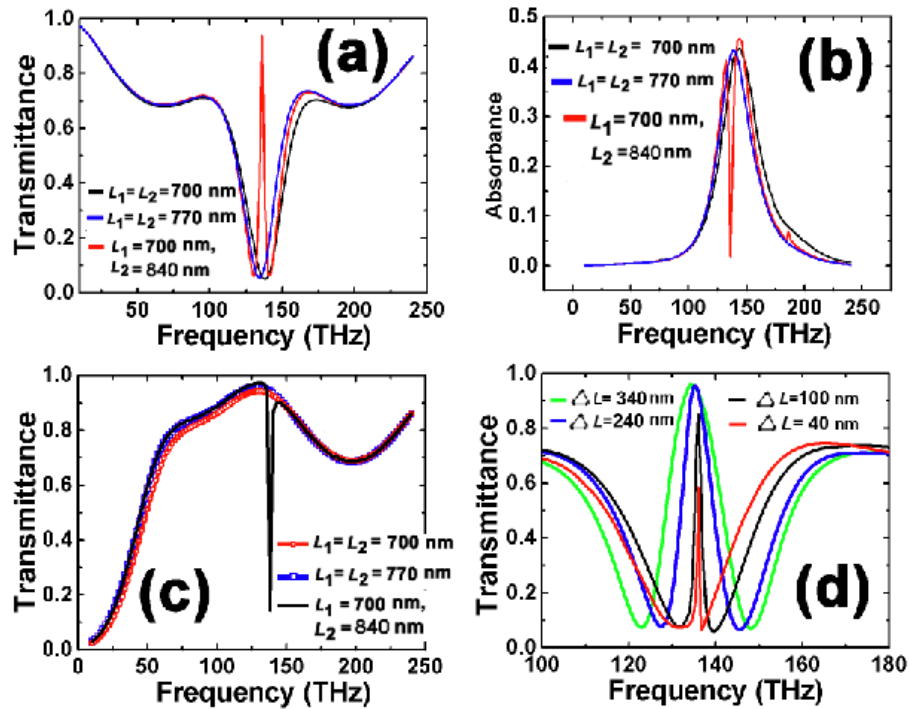 (a)
Transmittance
1.0
0.8
0.6
0.4
0.2
0.0
L1= L2= 700 nm
L1= L2= 770 nm
L1= 700 nm,
L2= 840 nm
50 100 150 200 250
Frequency (THz)
(b)
Absorbance
0.5
0.4
0.3
0.2
0.1
0.0
L1= L2= 700 nm
L1= L2= 770 nm
L1= 700 nm,
L2= 840 nm
0 50 100 150 200 250
Frequency (THz)
(c)
Transmittance
1.0
0.8
0.6
0.4
0.2
0.0
L1= L2= 700 nm
L1= L2= 770 nm
L1= 700 nm,
L2= 840 nm
0 50 100 150 200 250
Frequency (THz)
(d)
Transmittance
1.0
0.8
0.6
0.4
0.2
0.0
△ L= 340 nm
△ L=240 nm
△ L=100 nm
△ L= 40 nm
100 120 140 160 180
Frequency (THz)